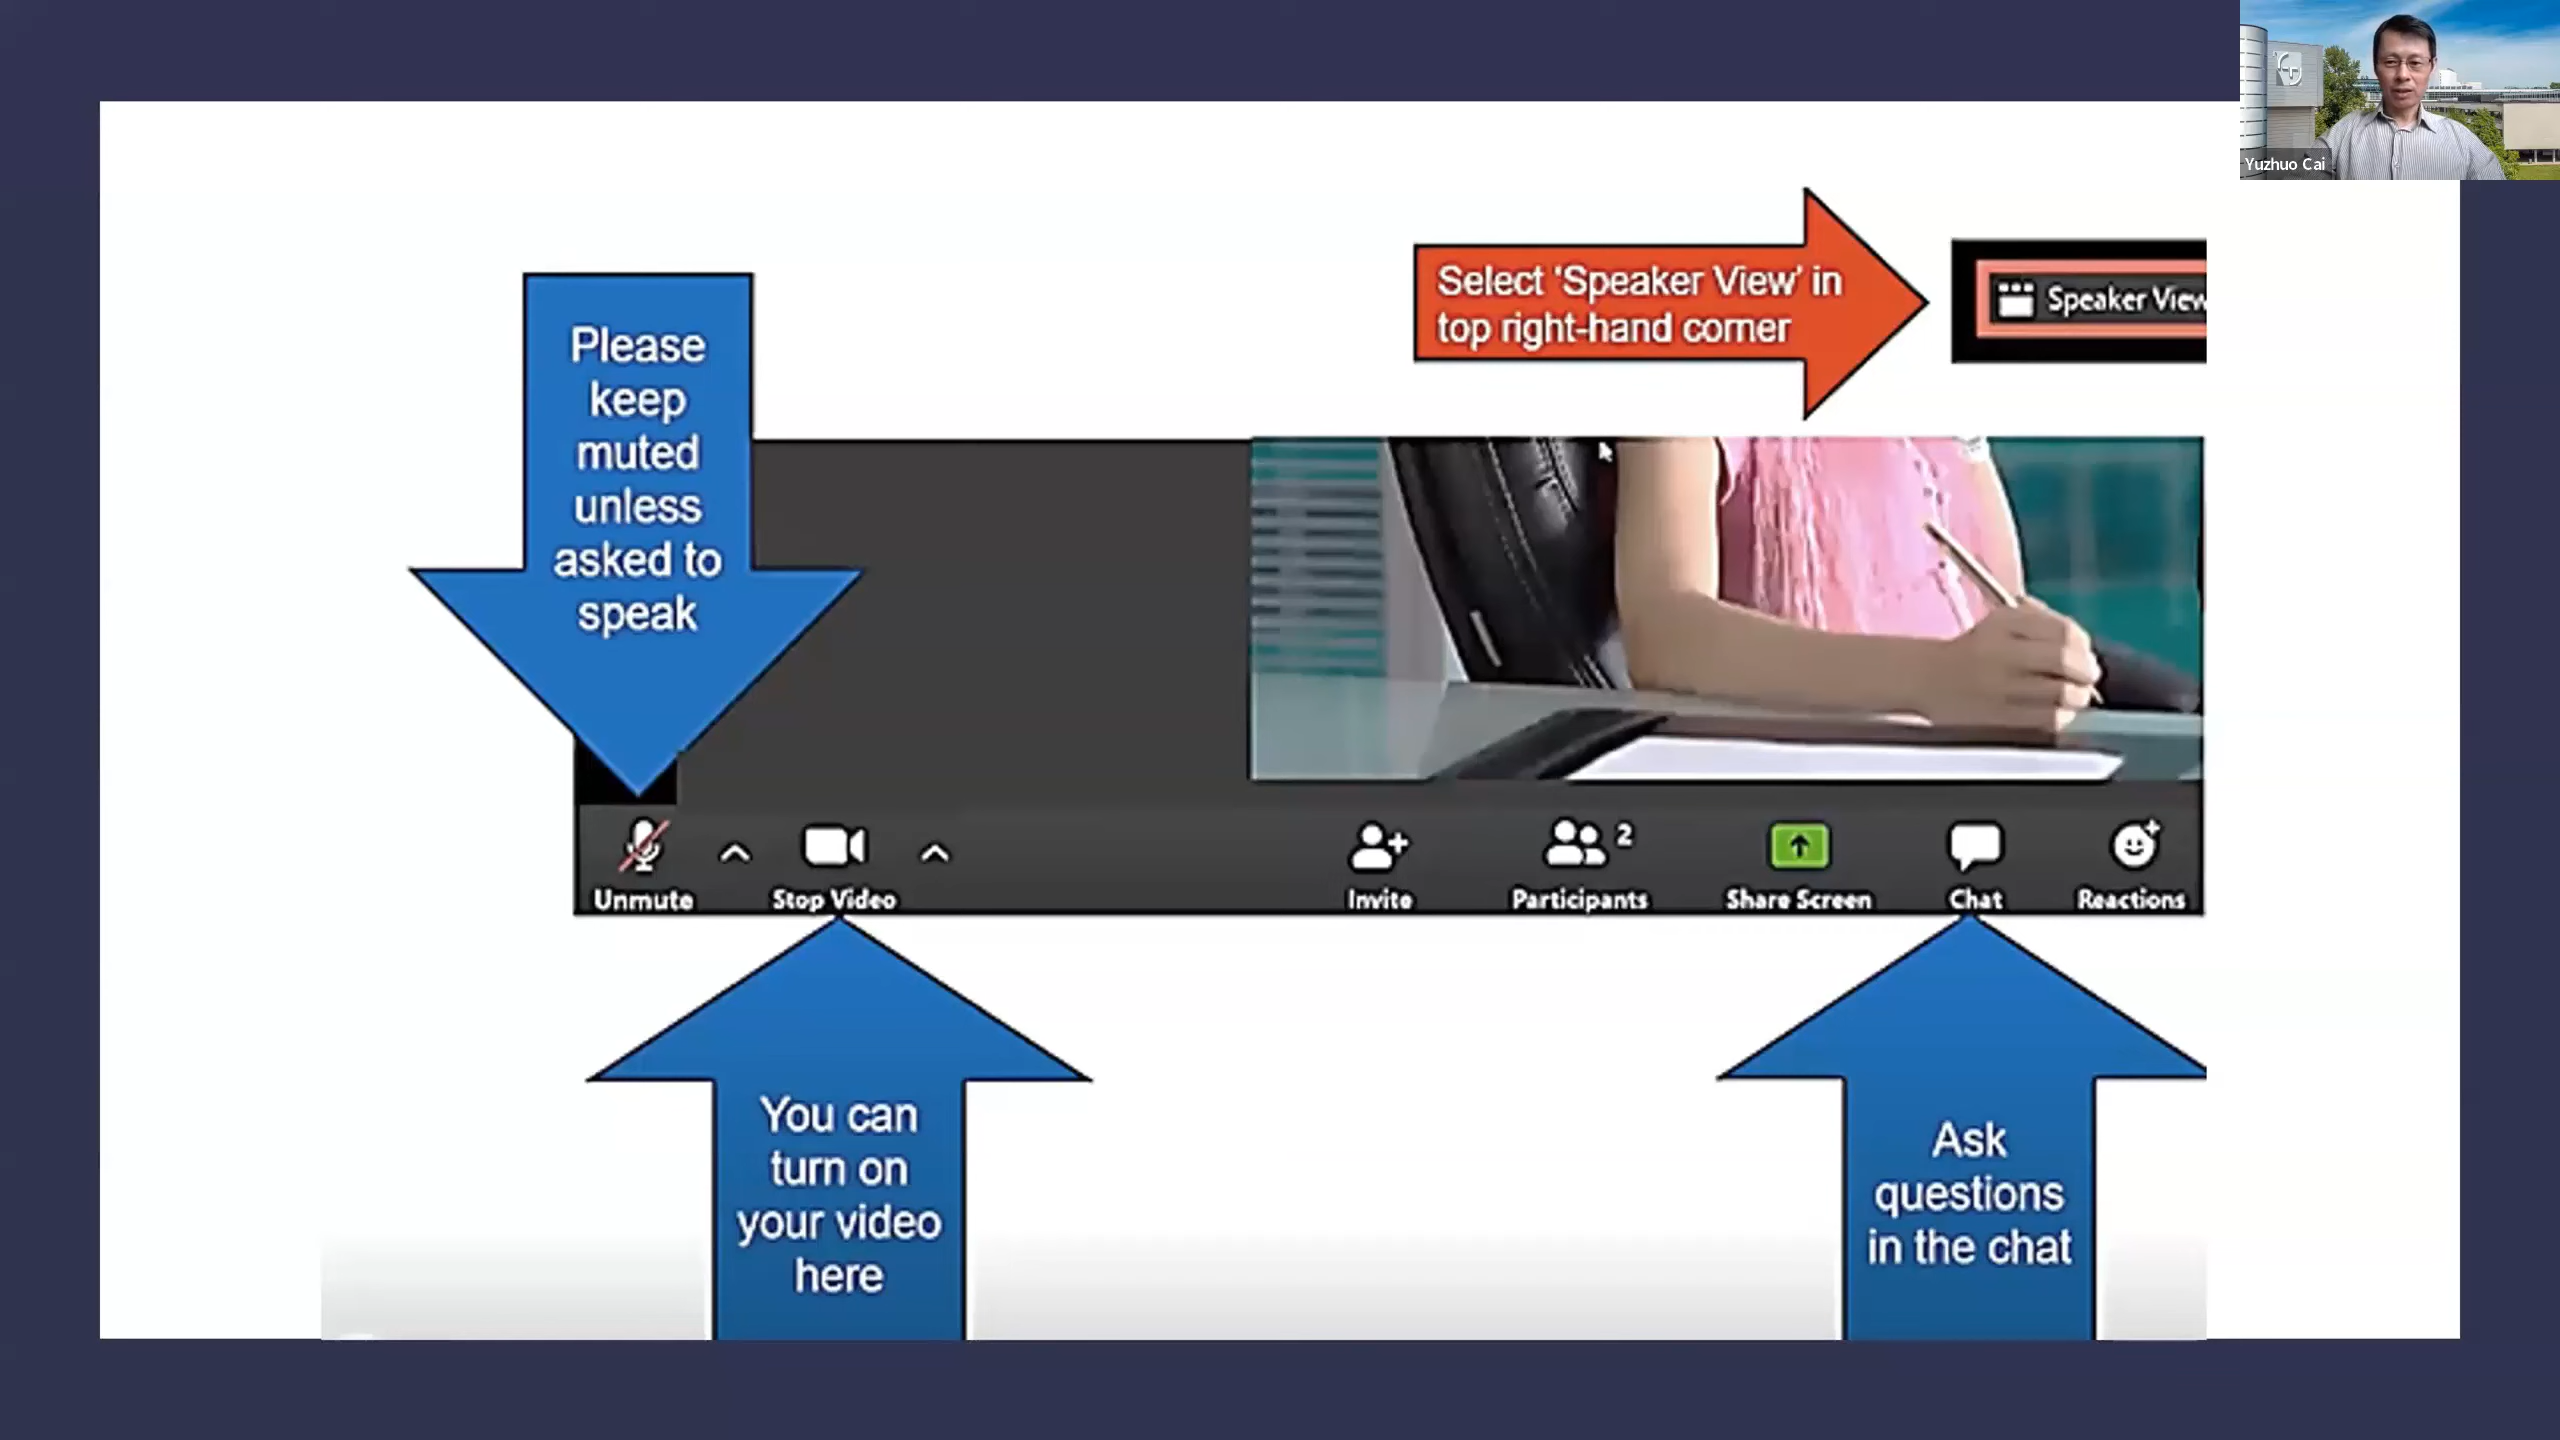 Yuzhuo Cai
Select 'Speaker View' in
top right-hand corner
Speaker View
Please
keep
muted
unless
asked to
speak
Unmute
Stop Video
Invite
Participants
2
Share Screen
Chat
Reactions
You can
turn on
your video
here
Ask
questions
in the chat